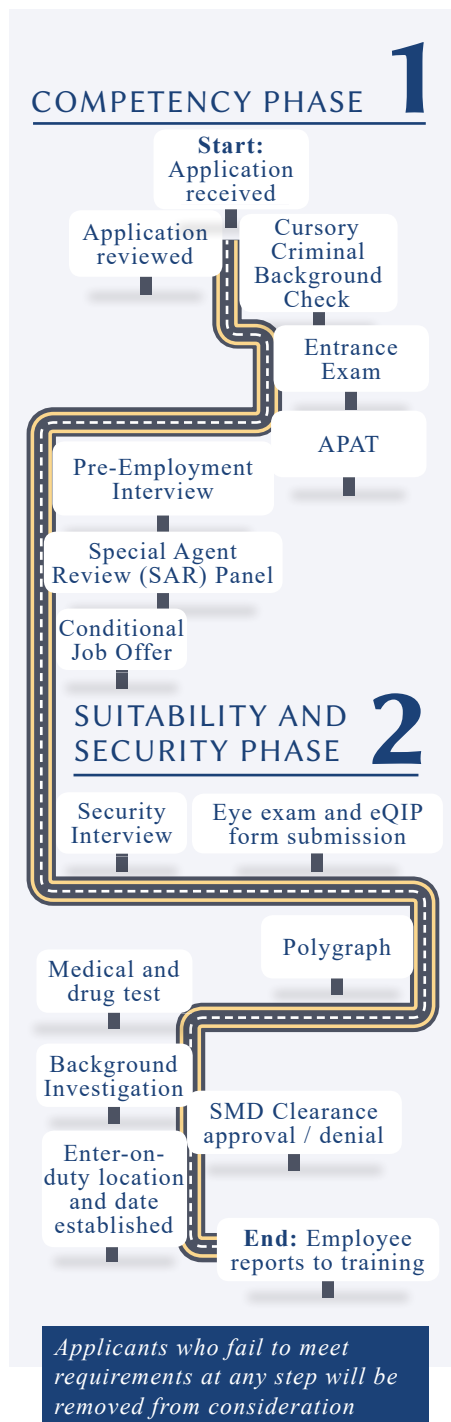 COMPETENCY PHASE 1
Start:
Application
received
Application
reviewed
Cursory
Criminal
Background
Check
Entrance
Exam
APAT
Pre-Employment
Interview
Special Agent
Review (SAR) Panel
Conditional
Job Offer
SUITABILITY AND
SECURITY PHASE 2
Security
Interview
Eye exam and eQIP
form submission
Polygraph
Medical and
drug test
Background
Investigation
SMD Clearance
approval / denial
Enter-on-
duty location
and date
established
End: Employee
reports to training
Applicants who fail to meet
requirements at any step will be
removed from consideration